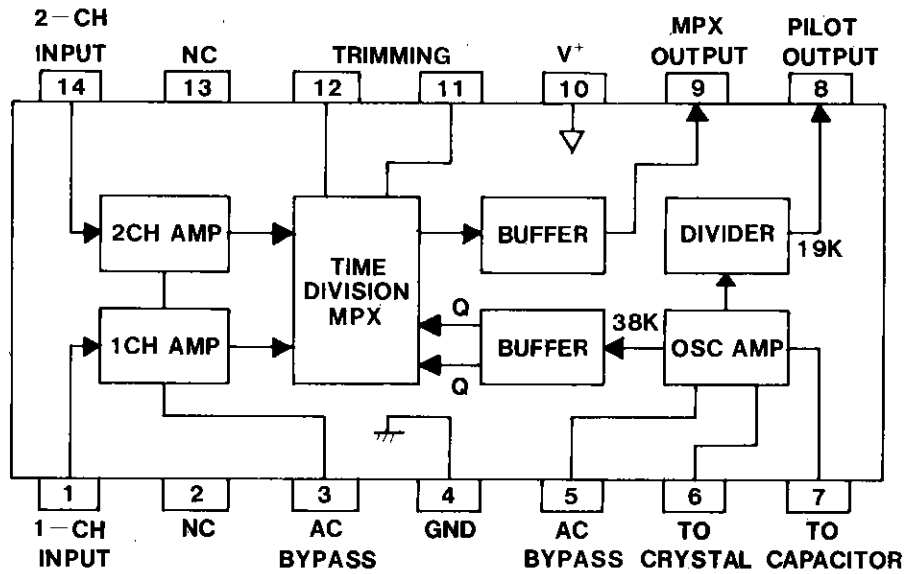 2-CH
INPUT
NC
TRIMMING
V+
MPX
OUTPUT
PILOT
OUTPUT
14
13
12
11
10
9
8
2CH AMP
TIME
DIVISION
MPX
BUFFER
DIVIDER
19K
1CH AMP
Q
Q
BUFFER
38K
OSC AMP
1
2
3
4
5
6
7
1-CH
INPUT
NC
AC
BYPASS
GND
AC
BYPASS
TO
CRYSTAL
TO
CAPACITOR